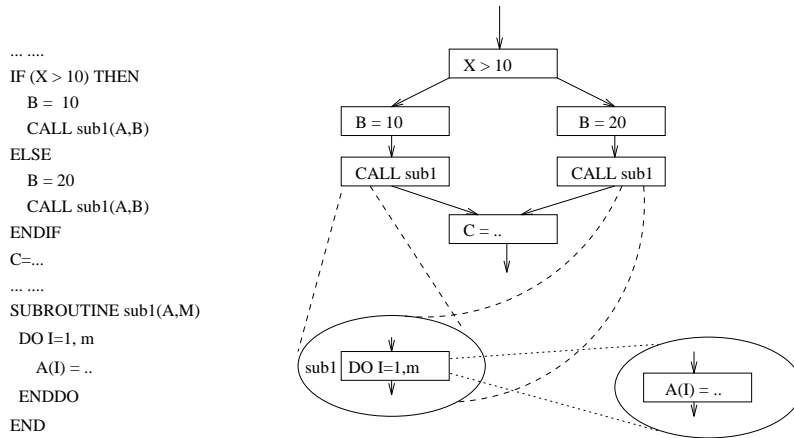 ... ....
IF (X > 10) THEN
B = 10
CALL sub1(A,B)
ELSE
B = 20
CALL sub1(A,B)
ENDIF
C=...
... ....
SUBROUTINE sub1(A,M)
DO I=1, m
A(I) = ..
ENDDO
END
X > 10
B = 10
B = 20
CALL sub1
CALL sub1
C = ..
sub1
DO I=1,m
A(I) = ..